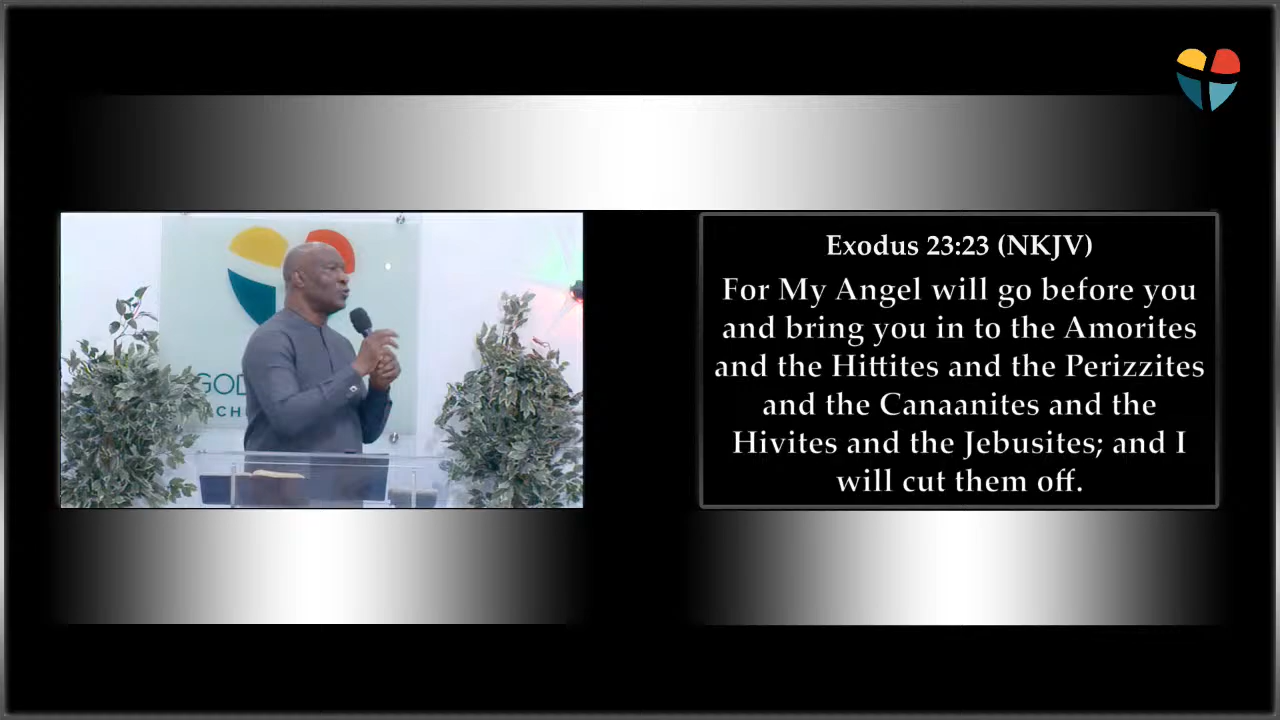 GOD
CH
Exodus 23:23 (NKJV)
For My Angel will go before you
and bring you in to the Amorites
and the Hittites and the Perizzites
and the Canaanites and the
Hivites and the Jebusites; and I
will cut them off.